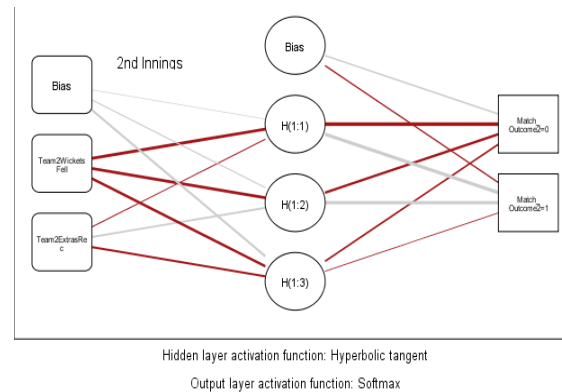 2nd Innings
Bias
Bias
Team2Wickets
Fell
Team2ExtrasRe
c
H(1:1)
H(1:2)
H(1:3)
Match_
Outcome2=0
Match_
Outcome2=1
Hidden layer activation function: Hyperbolic tangent
Output layer activation function: Softmax